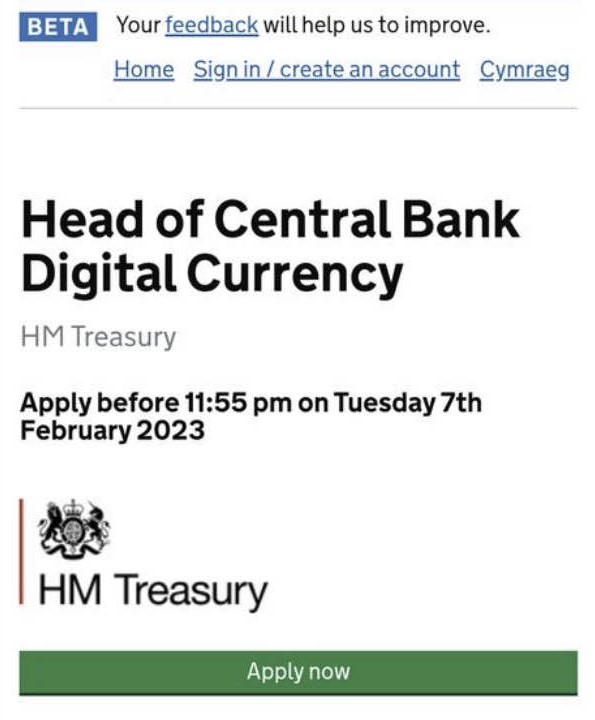 BETA Your feedback will help us to improve.
Home Sign in / create an account Cymraeg
Head of Central Bank
Digital Currency
HM Treasury
Apply before 11:55 pm on Tuesday 7th
February 2023
HM Treasury
Apply now